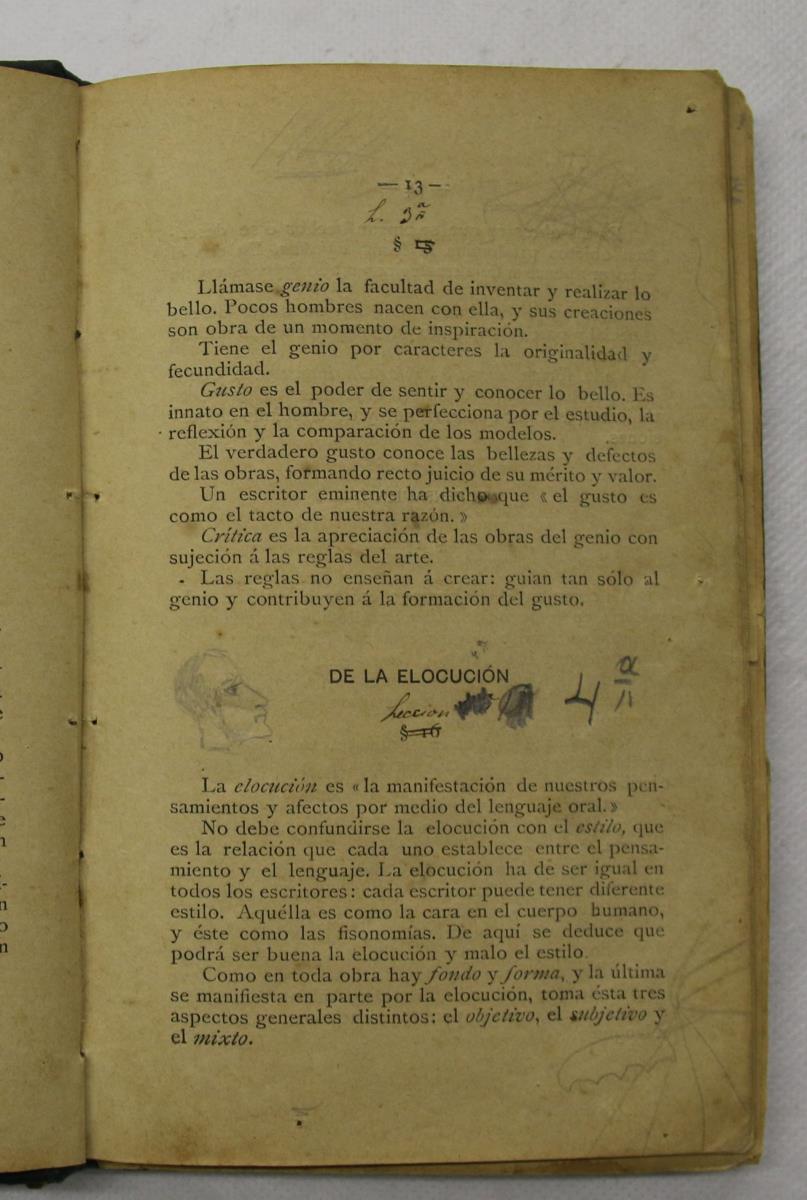 — 13 —
L. 3ª
§ 15
Llámase genio la facultad de inventar y realizar lo
bello. Pocos hombres nacen con ella, y sus creaciones
son obra de un momento de inspiración.
Tiene el genio por caracteres la originalidad y
fecundidad.
Gusto es el poder de sentir y conocer lo bello. Es
innato en el hombre, y se perfecciona por el estudio, la
reflexión y la comparación de los modelos.
El verdadero gusto conoce las bellezas y defectos
de las obras, formando recto juicio de su mérito y valor.
Un escritor eminente ha dicho que « el gusto es
como el tacto de nuestra razón. »
Crítica es la apreciación de las obras del genio con
sujeción á las reglas del arte.
Las reglas no enseñan á crear: guian tan sólo al
genio y contribuyen á la formación del gusto.
DE LA ELOCUCIÓN
Leccion 4ª
§ 16
La elocución es « la manifestación de nuestros pen-
samientos y afectos por medio del lenguaje oral. »
No debe confundirse la elocución con el estilo, que
es la relación que cada uno establece entre el pensa-
miento y el lenguaje. La elocución ha de ser igual en
todos los escritores: cada escritor puede tener diferente
estilo. Aquélla es como la cara en el cuerpo humano,
y éste como las fisonomías. De aquí se deduce que
podrá ser buena la elocución y malo el estilo.
Como en toda obra hay fondo y forma, y la última
se manifiesta en parte por la elocución, toma ésta tres
aspectos generales distintos: el objetivo, el subjetivo y
el mixto.